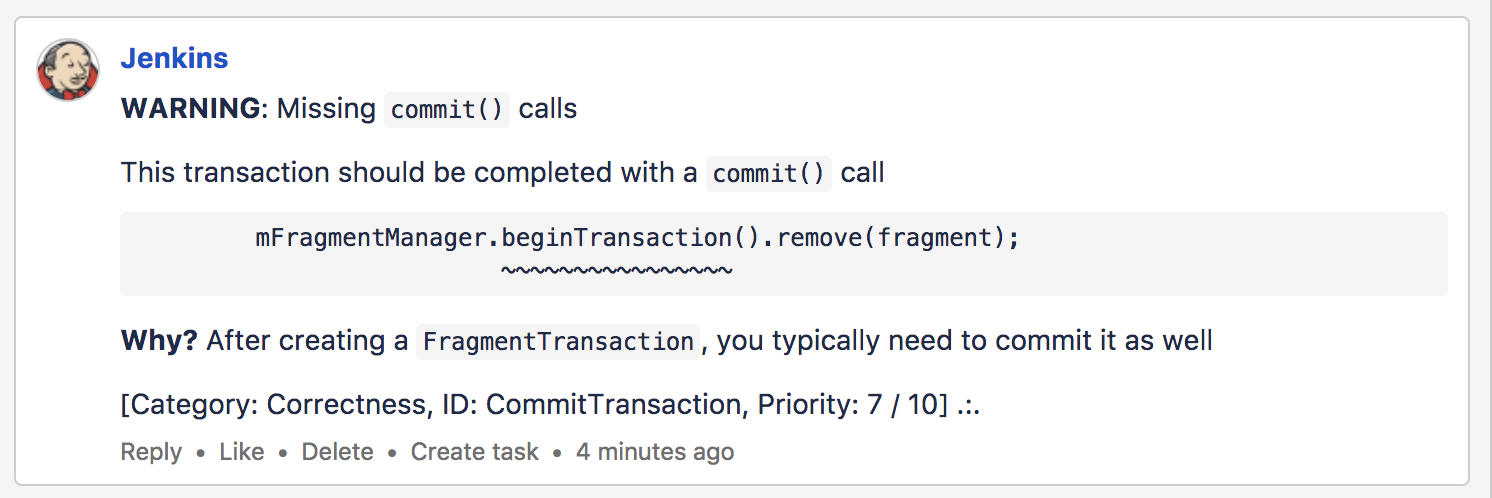 Jenkins
WARNING: Missing commit() calls
This transaction should be completed with a commit() call
mFragmentManager.beginTransaction().remove(fragment);
~~~~~~~~~~~~~~~~
Why? After creating a FragmentTransaction, you typically need to commit it as well
[Category: Correctness, ID: CommitTransaction, Priority: 7 / 10] .:.
Reply • Like • Delete • Create task • 4 minutes ago